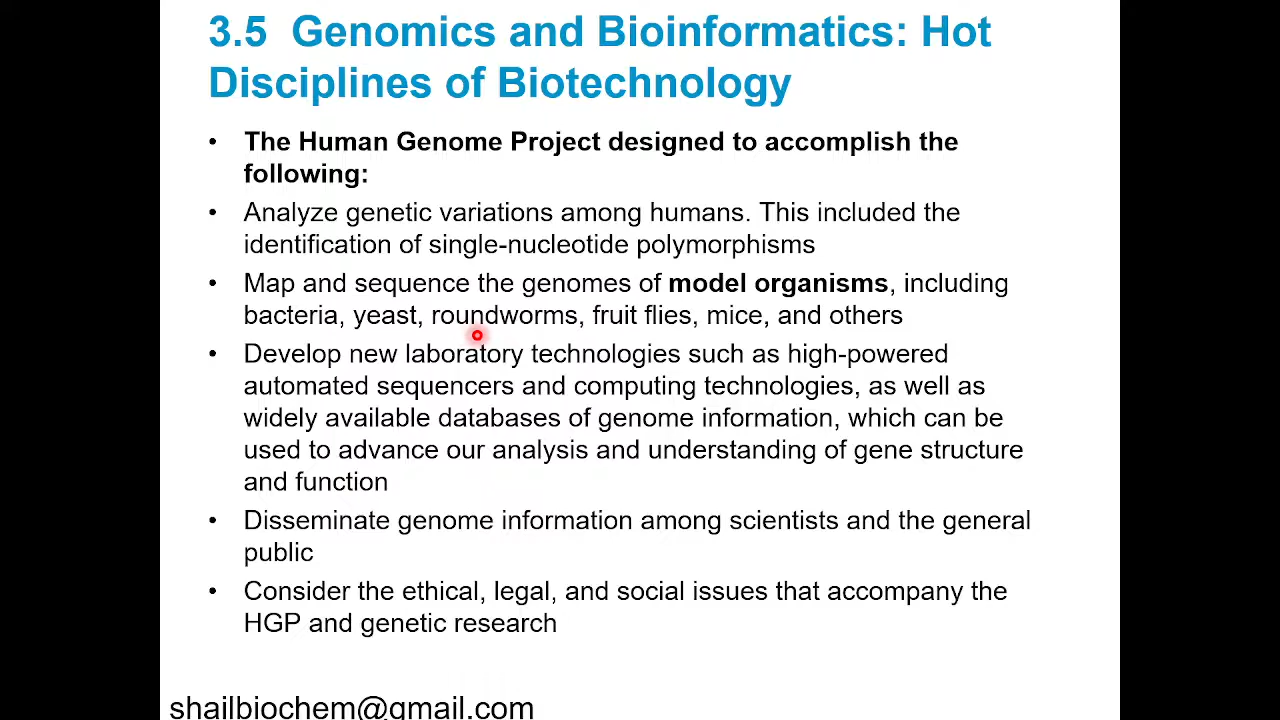 3.5 Genomics and Bioinformatics: Hot
Disciplines of Biotechnology
• The Human Genome Project designed to accomplish the
following:
• Analyze genetic variations among humans. This included the
identification of single-nucleotide polymorphisms
• Map and sequence the genomes of model organisms, including
bacteria, yeast, roundworms, fruit flies, mice, and others
• Develop new laboratory technologies such as high-powered
automated sequencers and computing technologies, as well as
widely available databases of genome information, which can be
used to advance our analysis and understanding of gene structure
and function
• Disseminate genome information among scientists and the general
public
• Consider the ethical, legal, and social issues that accompany the
HGP and genetic research
shailbiochem@gmail.com